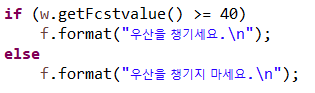 if (w.getFcstvalue() >= 40)
    f.format("우산을 챙기세요.\n");
else
    f.format("우산을 챙기지 마세요.\n");